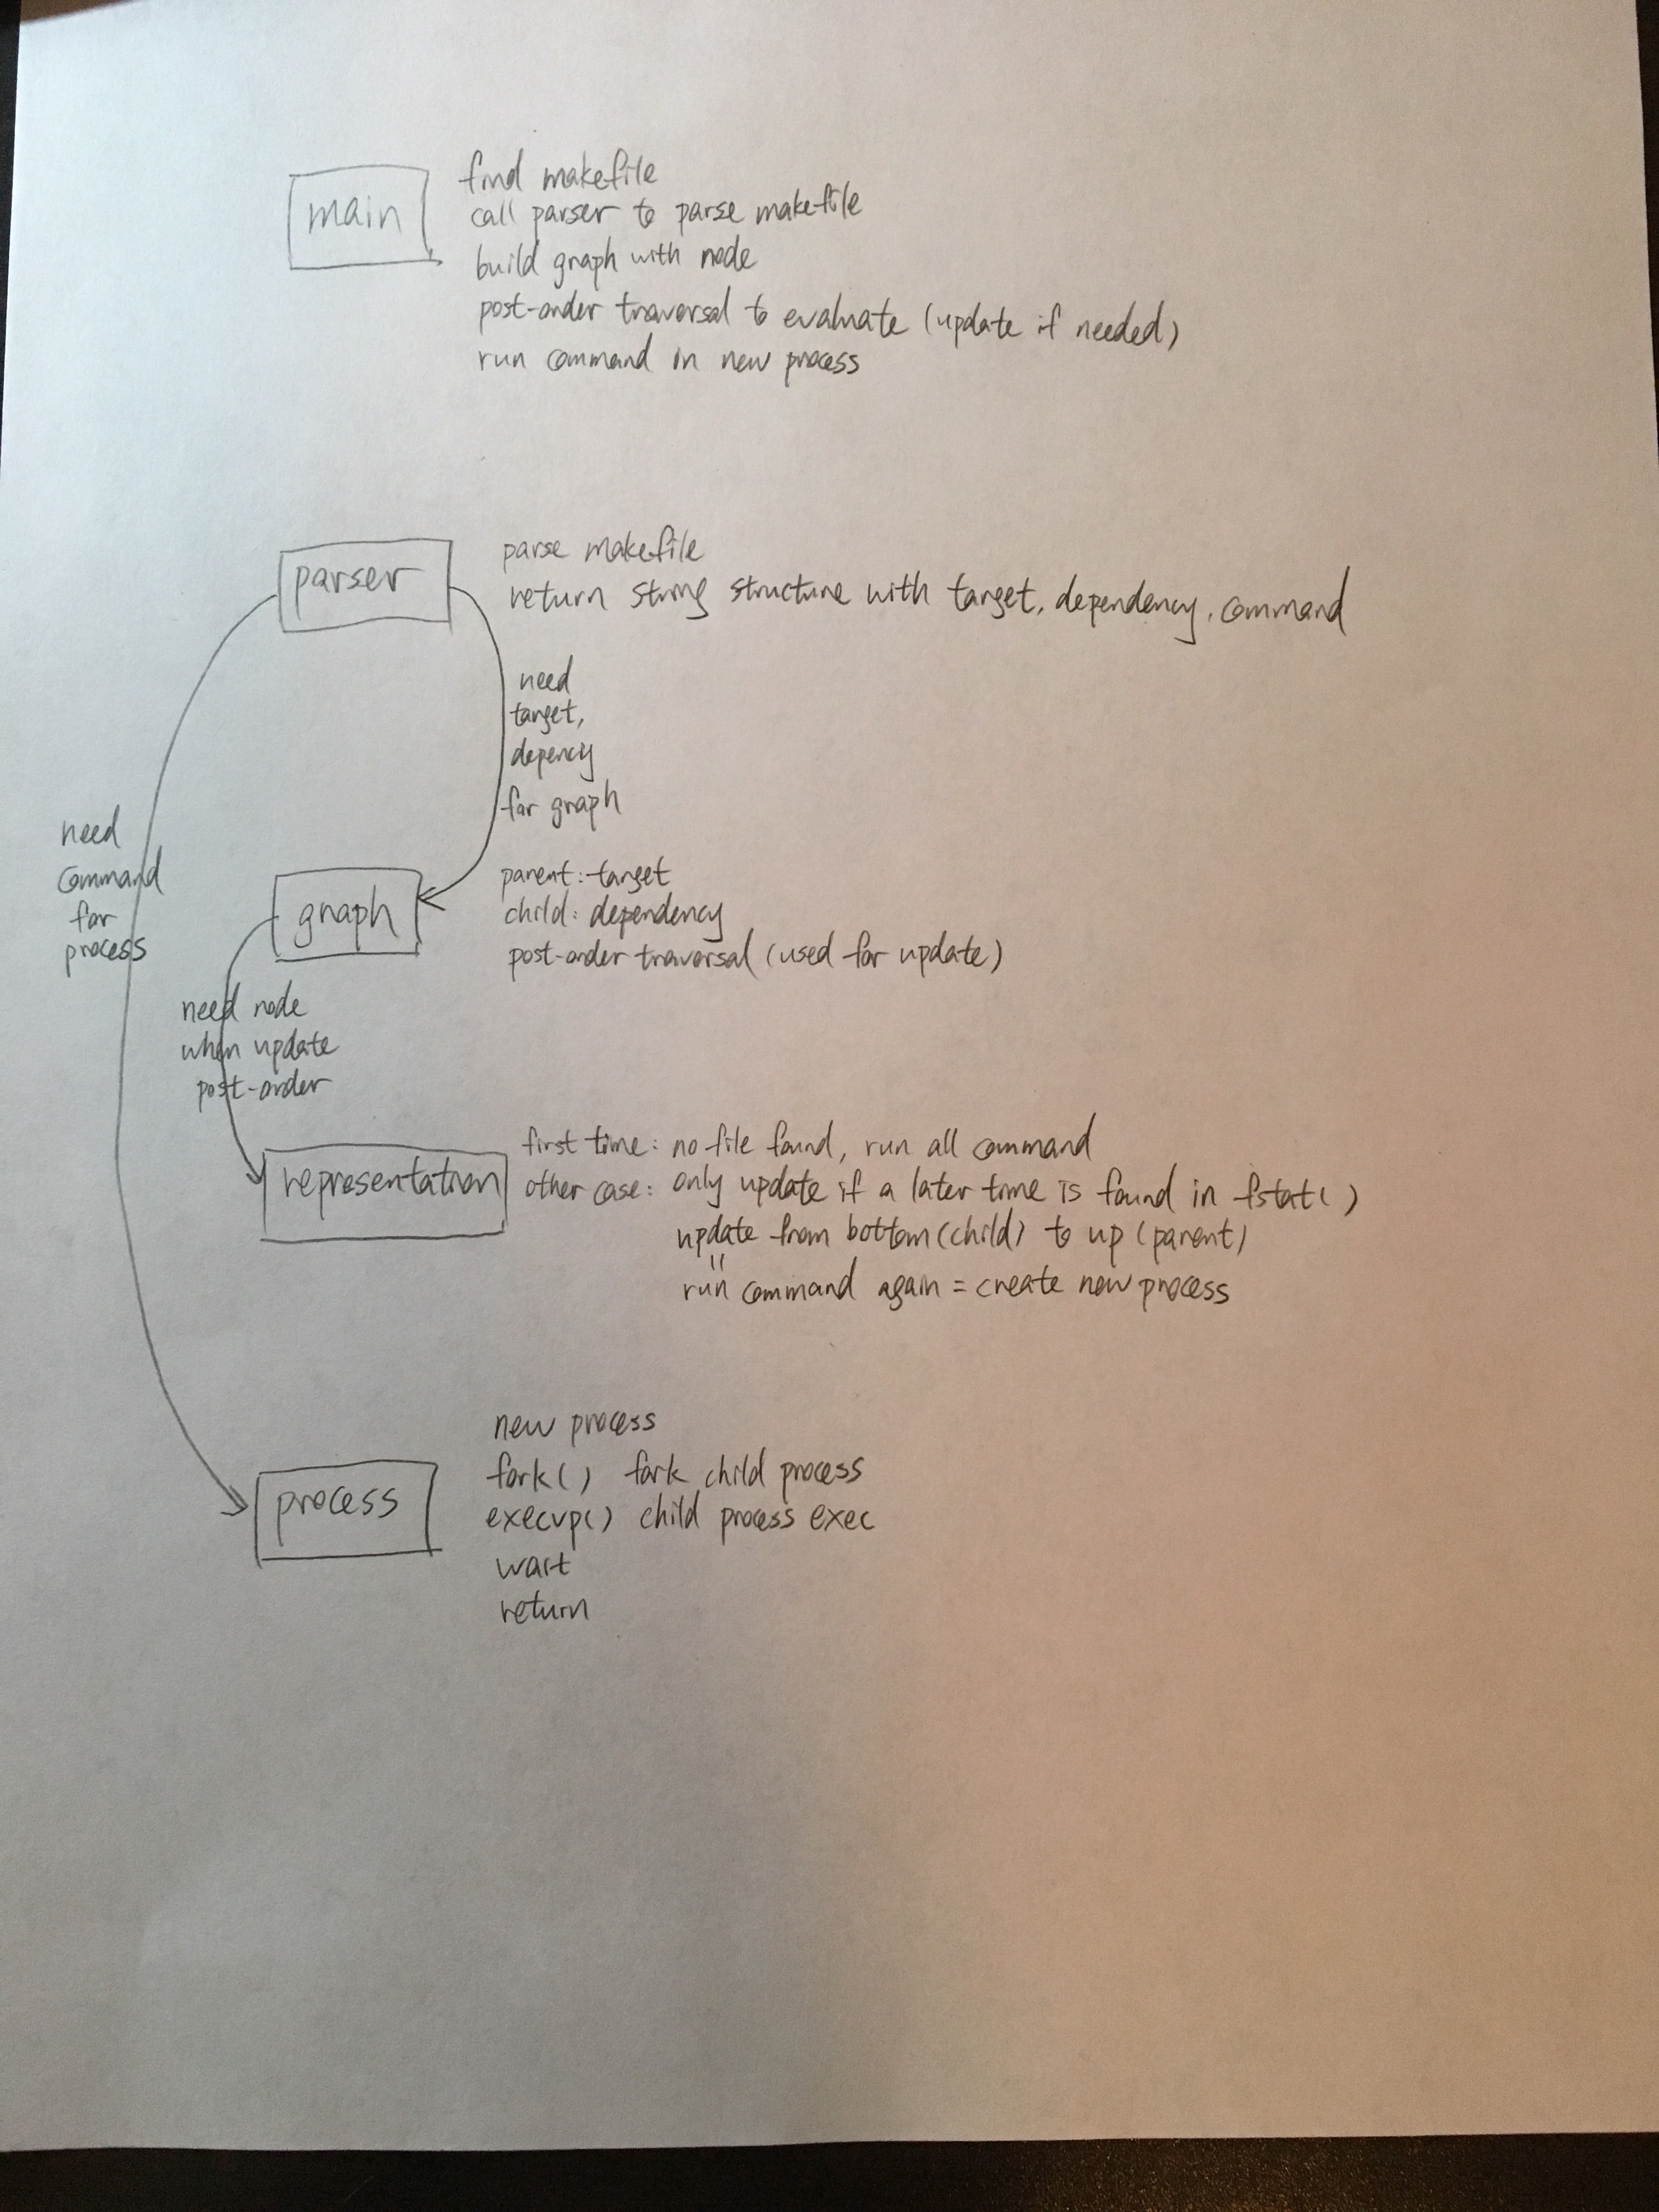 main
find makefile
call parser to parse makefile
build graph with node
post-order traversal to evaluate (update if needed)
run command in new process
parser
parse makefile
return string structure with target, dependency, command
need
target,
depency
for graph
need
command
for
process
graph
parent: target
child: dependency
post-order traversal (used for update)
need node
when update
post-order
representation
first time: no file found, run all command
other case: only update if a later time is found in fstat()
update from bottom (child) to up (parent)
"
run command again = create new process
process
new process
fork() fork child process
execvp() child process exec
wait
return